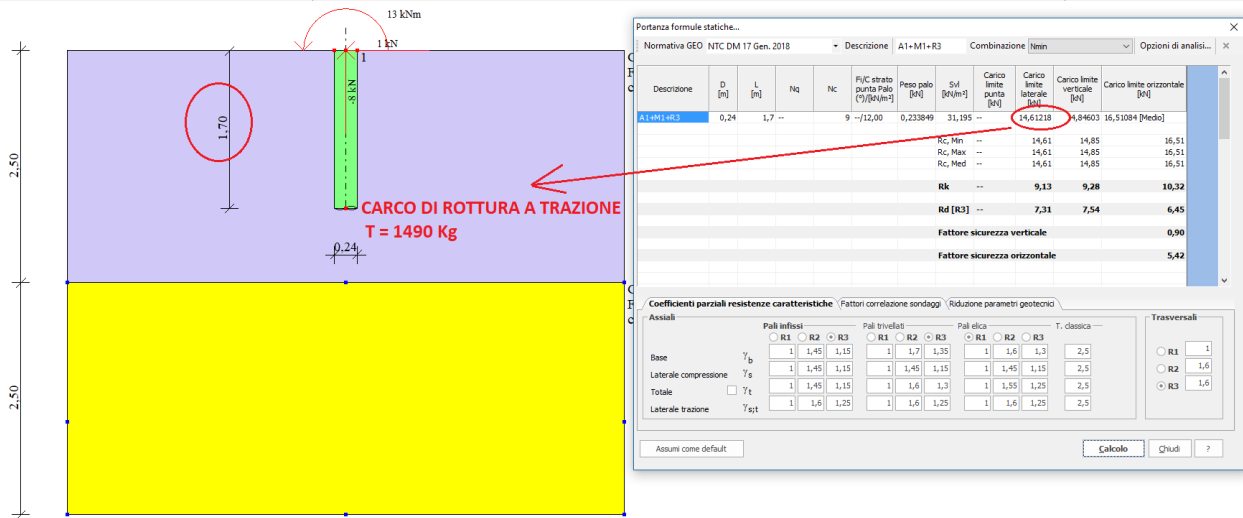 13 kNm
1 kN
1
-8 kN
1,70
2,50
CARCO DI ROTTURA A TRAZIONE
T = 1490 Kg
0,24
2,50
C
F
c
C
F
c
Portanza formule statiche...
Normativa GEO NTC DM 17 Gen. 2018 Descrizione A1+M1+R3 Combinazione Nmin Opzioni di analisi...
Descrizione D [m] L [m] Nq Nc Fi/C strato punta Palo (°)/[kN/m²] Peso palo [kN] Svl [kN/m²] Carico limite punta [kN] Carico limite laterale [kN] Carico limite verticale [kN] Carico limite orizzontale [kN]
A1+M1+R3 0,24 1,7 -- 9 --/12,00 0,233849 31,195 -- 14,61218 4,84603 16,51084 [Medio]
Rc, Min -- 14,61 14,85 16,51
Rc, Max -- 14,61 14,85 16,51
Rc, Med -- 14,61 14,85 16,51
Rk -- 9,13 9,28 10,32
Rd [R3] -- 7,31 7,54 6,45
Fattore sicurezza verticale 0,90
Fattore sicurezza orizzontale 5,42
Coefficienti parziali resistenze caratteristiche Fattori correlazione sondaggi Riduzione parametri geotecnici
Assiali
Pali infissi Pali trivellati Pali elica T. classica
R1 R2 R3 R1 R2 R3 R1 R2 R3
Base γb 1 1,45 1,15 1 1,7 1,35 1 1,6 1,3 2,5
Laterale compressione γs 1 1,45 1,15 1 1,45 1,15 1 1,45 1,15 2,5
Totale γt 1 1,45 1,15 1 1,6 1,3 1 1,55 1,25 2,5
Laterale trazione γs;t 1 1,6 1,25 1 1,6 1,25 1 1,6 1,25 2,5
Trasversali
R1 1
R2 1,6
R3 1,6
Assumi come default Calcolo Chiudi ?